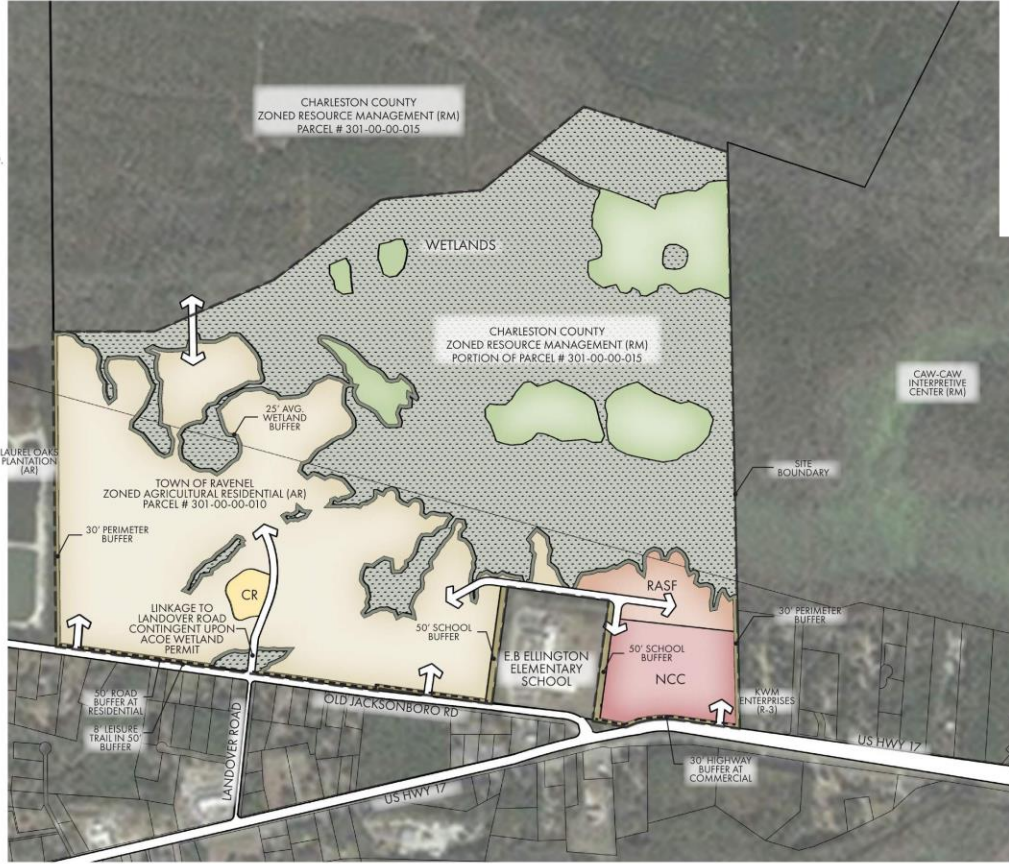 CHARLESTON COUNTY
ZONED RESOURCE MANAGEMENT (RM)
PARCEL # 301-00-00-015
WETLANDS
CHARLESTON COUNTY
ZONED RESOURCE MANAGEMENT (RM)
PORTION OF PARCEL # 301-00-00-015
CAW-CAW
INTERPRETIVE
CENTER (RM)
25' AVG.
WETLAND
BUFFER
LAUREL OAKS
PLANTATION
(AR)
SITE
BOUNDARY
TOWN OF RAVENEL
ZONED AGRICULTURAL RESIDENTIAL (AR)
PARCEL # 301-00-00-010
30' PERIMETER
BUFFER
CR
RASF
LINKAGE TO
LANDOVER ROAD
CONTINGENT UPON
ACOE WETLAND
PERMIT
30' PERIMETER
BUFFER
50' SCHOOL
BUFFER
E.B ELLINGTON
ELEMENTARY
SCHOOL
50' SCHOOL
BUFFER
NCC
50' ROAD
BUFFER AT
RESIDENTIAL
OLD JACKSONBORO RD
KWM
ENTERPRISES
(R-3)
8' LEISURE
TRAIL IN 50'
BUFFER
LANDOVER ROAD
US HWY 17
30' HIGHWAY
BUFFER AT
COMMERCIAL
US HWY 17